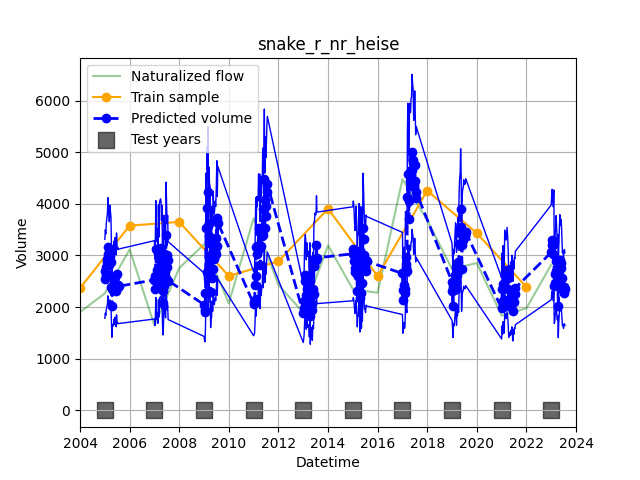 snake_r_nr_heise
Naturalized flow
Train sample
Predicted volume
Test years
Volume
6000
5000
4000
3000
2000
1000
0
2004 2006 2008 2010 2012 2014 2016 2018 2020 2022 2024
Datetime